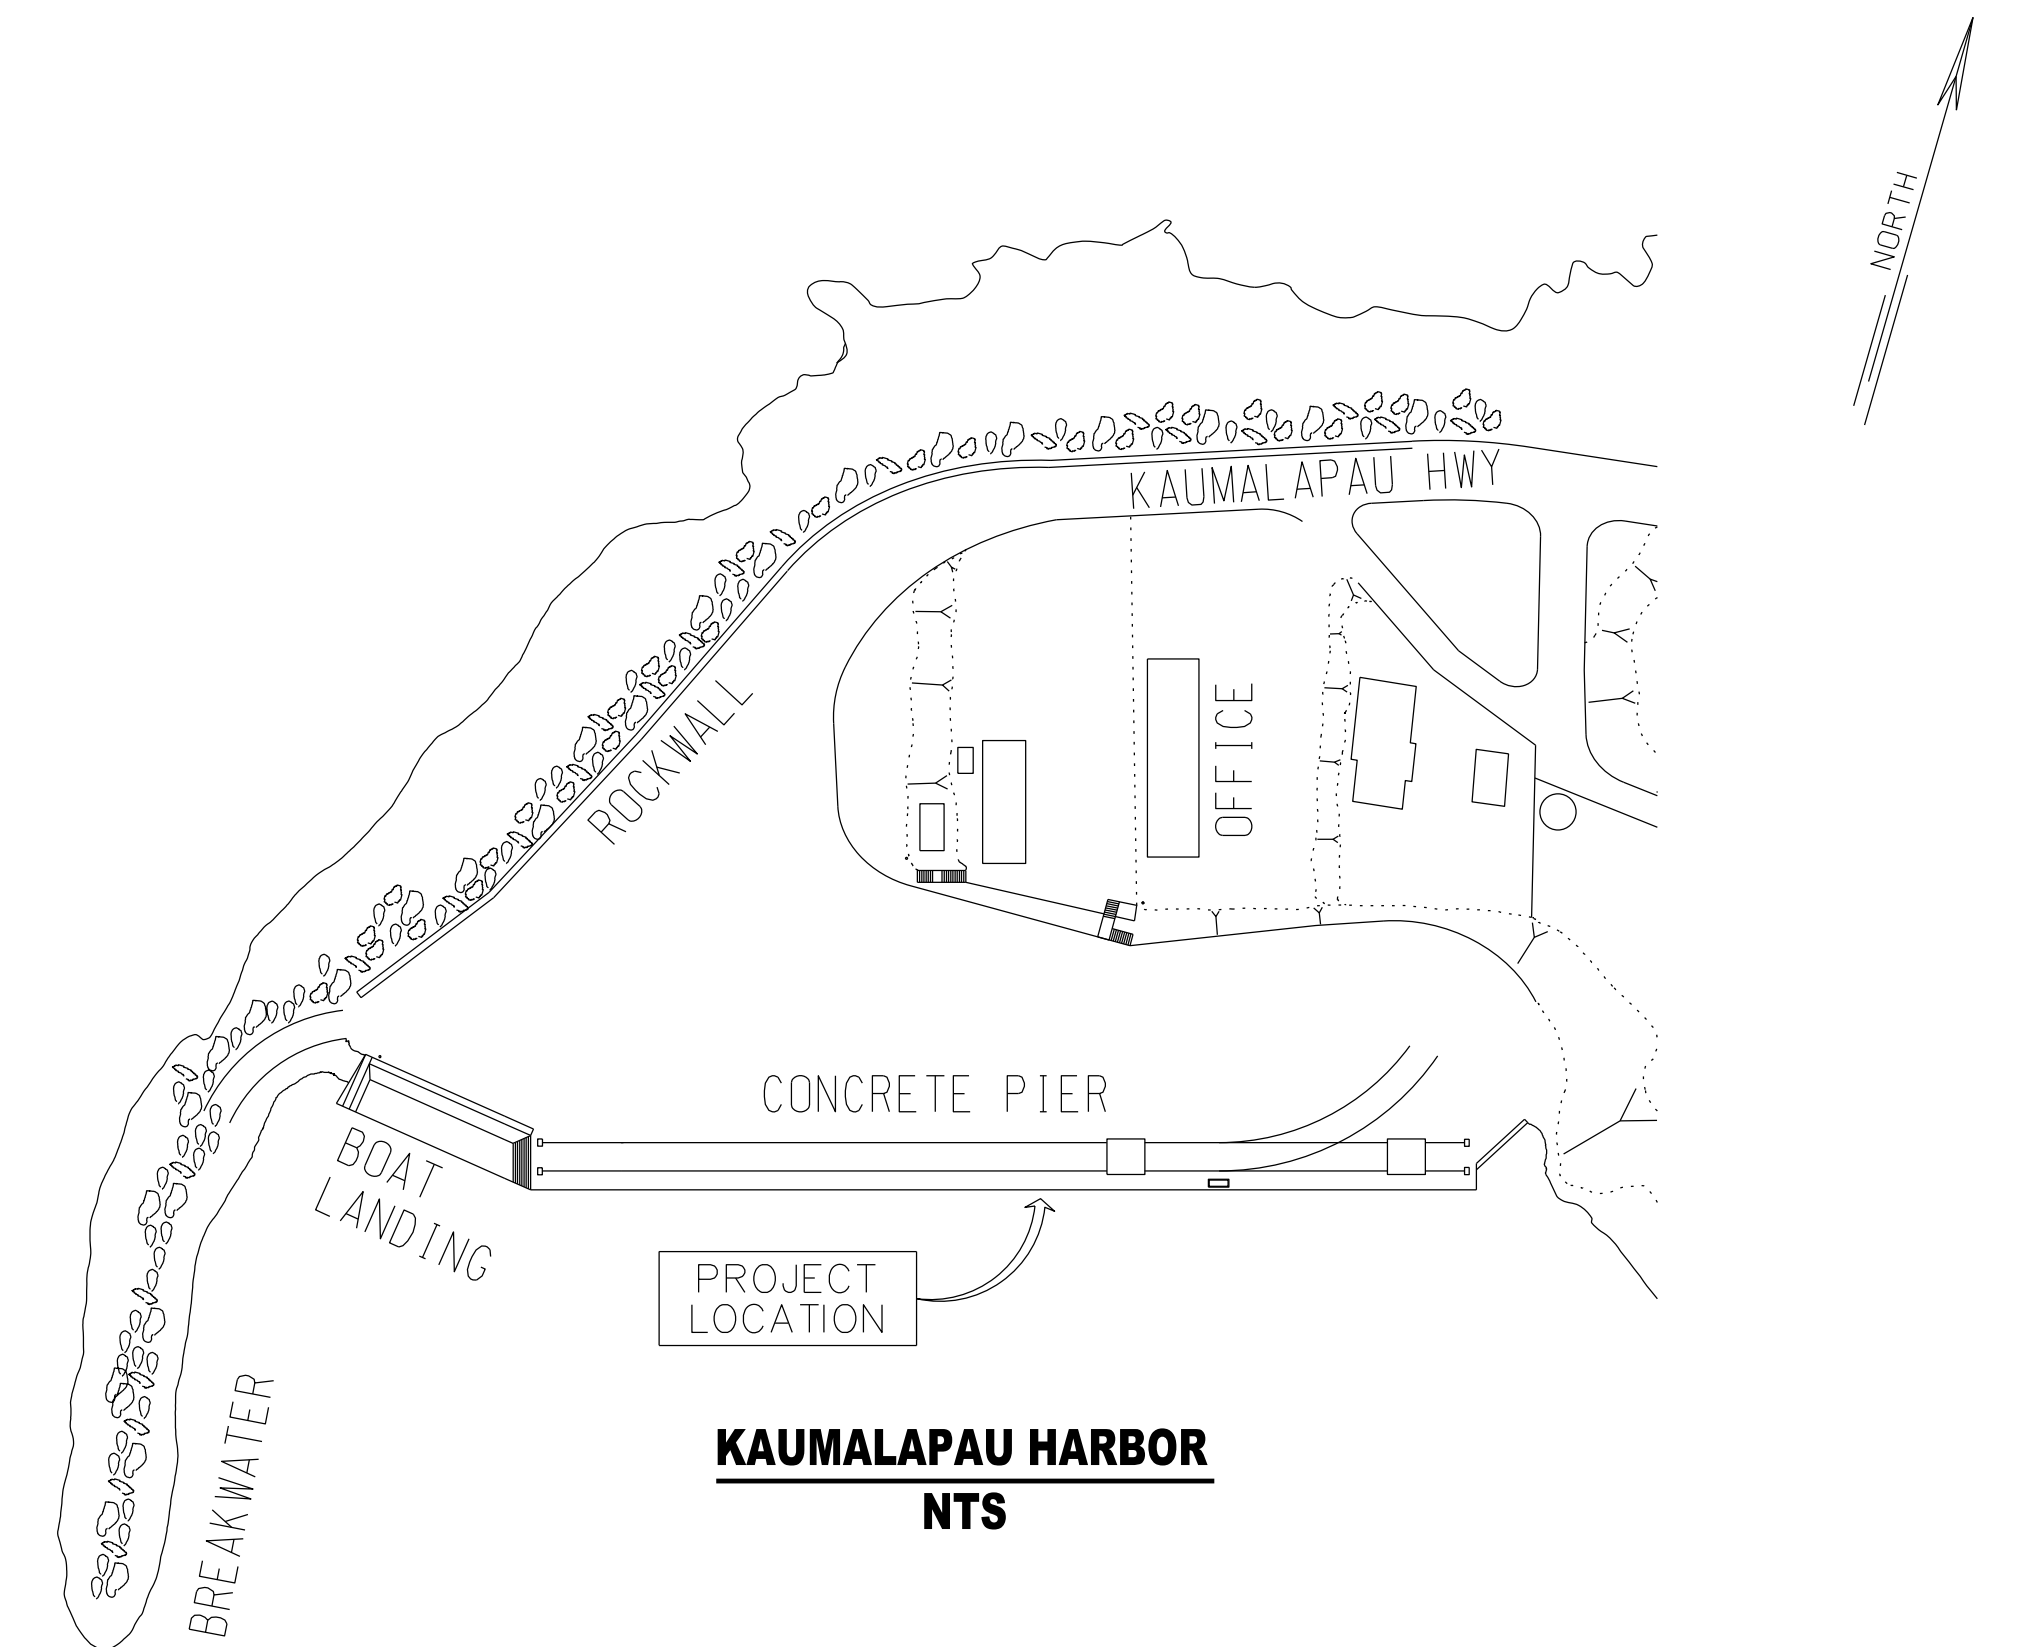 NORTH
KAUMALAPAU HWY
ROCKWALL
OFFICE
CONCRETE PIER
BOAT
LANDING
PROJECT
LOCATION
BREAKWATER
KAUMALAPAU HARBOR
NTS